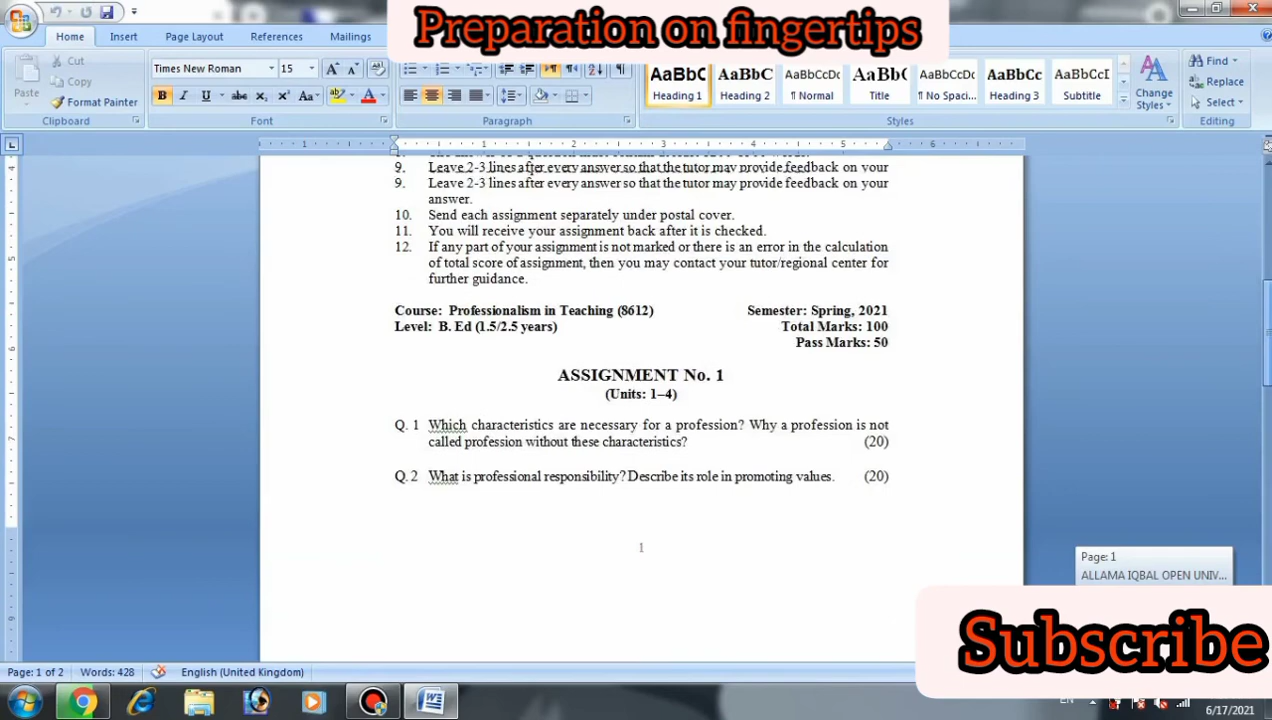 Preparation on fingertips
Home Insert Page Layout References Mailings
Cut
Copy
Format Painter
Paste
Times New Roman 15
AaBbC AaBbC AaBbCcDc AaBb( AaBbCcDc AaBbCc AaBbCcI
Heading 1 Heading 2 ¶ Normal Title ¶ No Spaci... Heading 3 Subtitle
Change Styles
Find
Replace
Select
Clipboard Font Paragraph Styles Editing
9. Leave 2-3 lines after every answer so that the tutor may provide feedback on your
9. Leave 2-3 lines after every answer so that the tutor may provide feedback on your
answer.
10. Send each assignment separately under postal cover.
11. You will receive your assignment back after it is checked.
12. If any part of your assignment is not marked or there is an error in the calculation
of total score of assignment, then you may contact your tutor/regional center for
further guidance.
Course: Professionalism in Teaching (8612) Semester: Spring, 2021
Level: B. Ed (1.5/2.5 years) Total Marks: 100
Pass Marks: 50
ASSIGNMENT No. 1
(Units: 1–4)
Q. 1 Which characteristics are necessary for a profession? Why a profession is not
called profession without these characteristics? (20)
Q. 2 What is professional responsibility? Describe its role in promoting values. (20)
1
Page: 1
ALLAMA IQBAL OPEN UNIV...
Subscribe
Page: 1 of 2 Words: 428 English (United Kingdom)
EN
6/17/2021